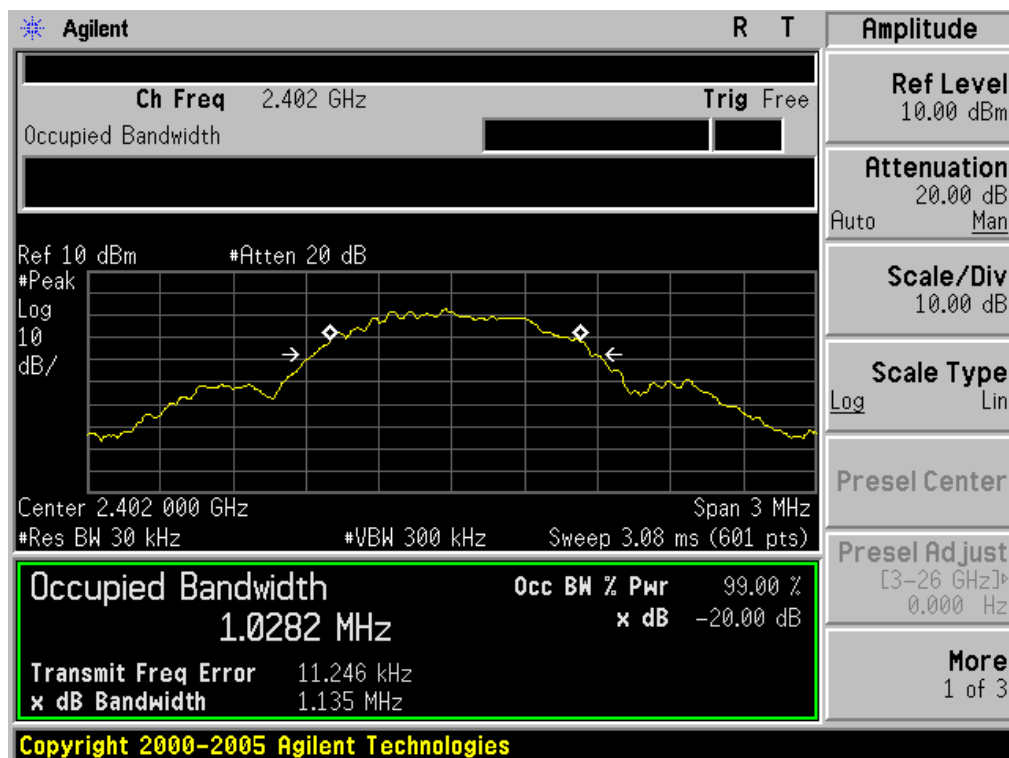 Agilent R T
Ch Freq 2.402 GHz Trig Free
Occupied Bandwidth
Ref 10 dBm #Atten 20 dB
#Peak
Log
10
dB/
Center 2.402 000 GHz Span 3 MHz
#Res BW 30 kHz #VBW 300 kHz Sweep 3.08 ms (601 pts)
Occupied Bandwidth Occ BW % Pwr 99.00 %
1.0282 MHz x dB -20.00 dB
Transmit Freq Error 11.246 kHz
x dB Bandwidth 1.135 MHz
Copyright 2000-2005 Agilent Technologies
Amplitude
Ref Level
10.00 dBm
Attenuation
20.00 dB
Auto Man
Scale/Div
10.00 dB
Scale Type
Log Lin
Presel Center
Presel Adjust
[3-26 GHz]
0.000 Hz
More
1 of 3